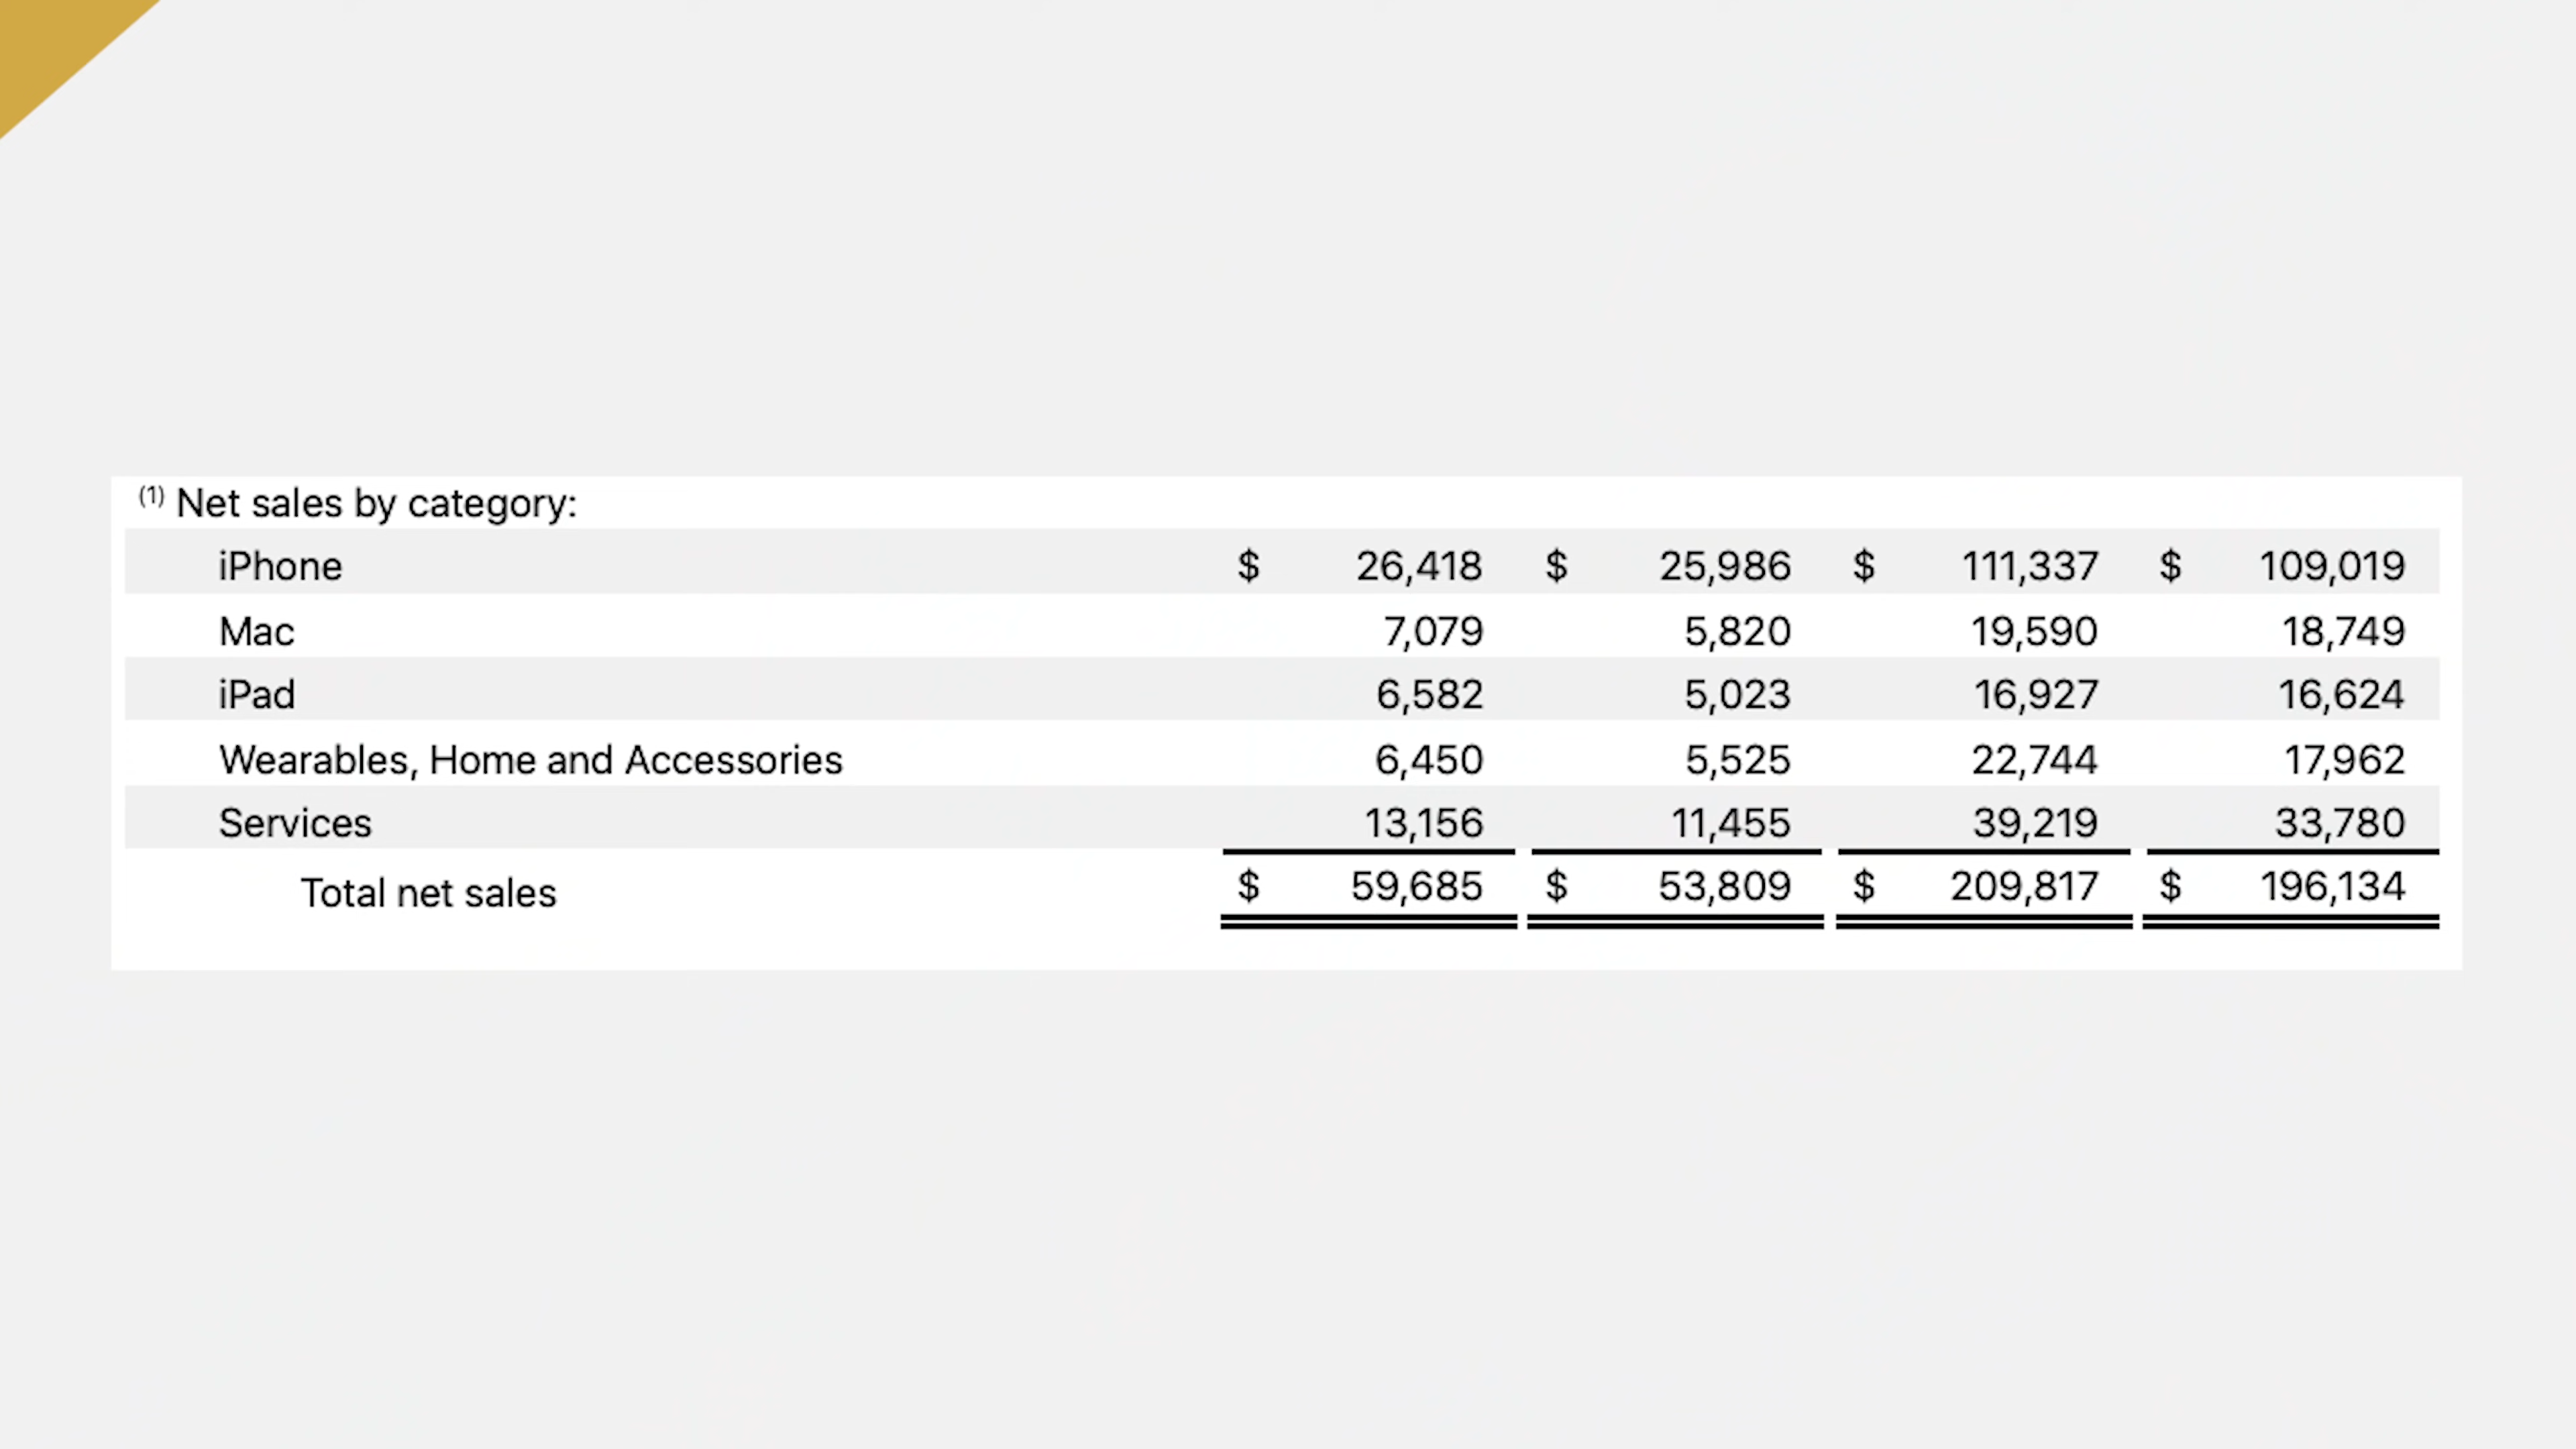 (1) Net sales by category:
iPhone $ 26,418 $ 25,986 $ 111,337 $ 109,019
Mac 7,079 5,820 19,590 18,749
iPad 6,582 5,023 16,927 16,624
Wearables, Home and Accessories 6,450 5,525 22,744 17,962
Services 13,156 11,455 39,219 33,780
Total net sales $ 59,685 $ 53,809 $ 209,817 $ 196,134